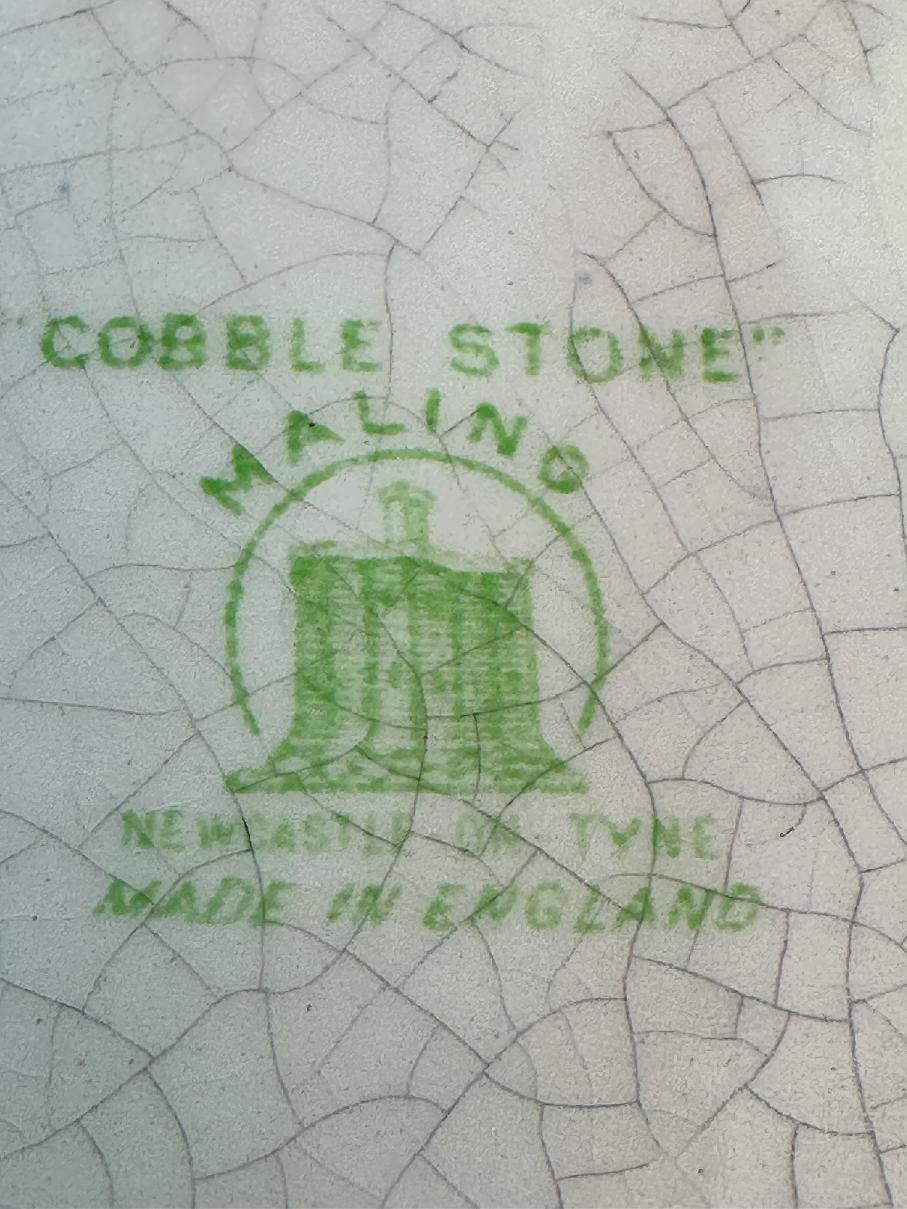 "COBBLE STONE"
MALING
NEWCASTLE ON TYNE
MADE IN ENGLAND